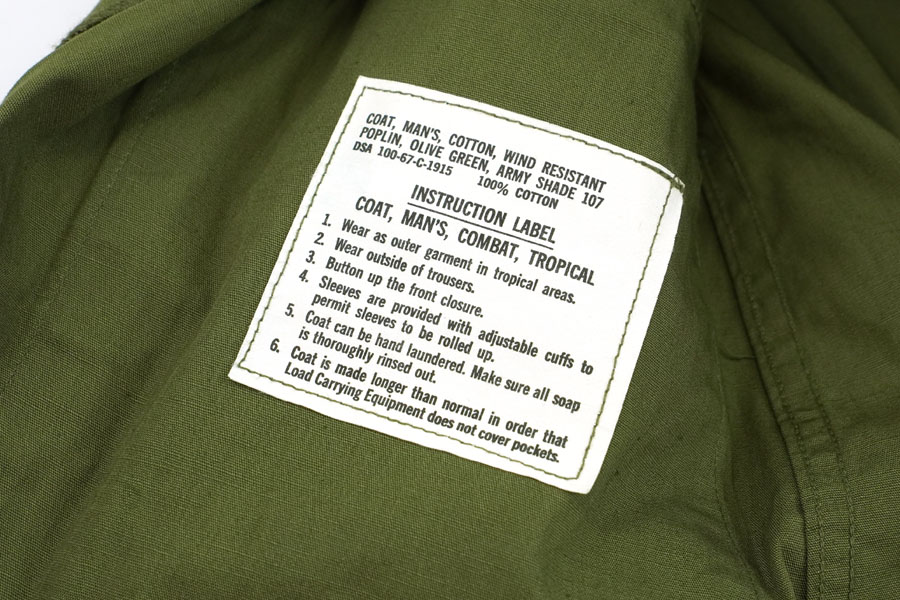 COAT, MAN'S, COTTON, WIND RESISTANT
POPLIN, OLIVE GREEN, ARMY SHADE 107
DSA 100-67-C-1915 100% COTTON
INSTRUCTION LABEL
COAT, MAN'S, COMBAT, TROPICAL
1. Wear as outer garment in tropical areas.
2. Wear outside of trousers.
3. Button up the front closure.
4. Sleeves are provided with adjustable cuffs to
permit sleeves to be rolled up.
5. Coat can be hand laundered. Make sure all soap
is thoroughly rinsed out.
6. Coat is made longer than normal in order that
Load Carrying Equipment does not cover pockets.